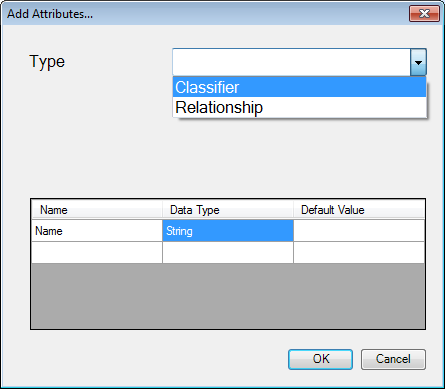 Add Attributes...
Type
Classifier
Relationship
Name Data Type Default Value
Name String
OK Cancel